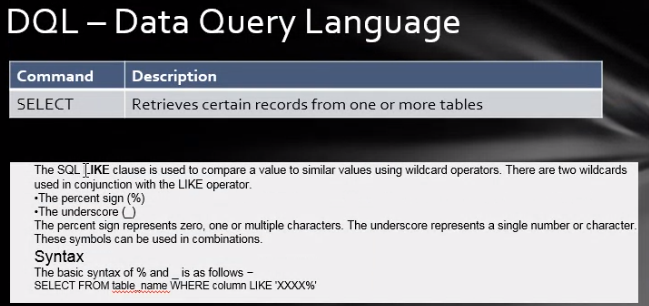 DQL – Data Query Language
Command Description
SELECT Retrieves certain records from one or more tables
The SQL LIKE clause is used to compare a value to similar values using wildcard operators. There are two wildcards
used in conjunction with the LIKE operator.
•The percent sign (%)
•The underscore (_)
The percent sign represents zero, one or multiple characters. The underscore represents a single number or character.
These symbols can be used in combinations.
Syntax
The basic syntax of % and _ is as follows −
SELECT FROM table_name WHERE column LIKE 'XXXX%'